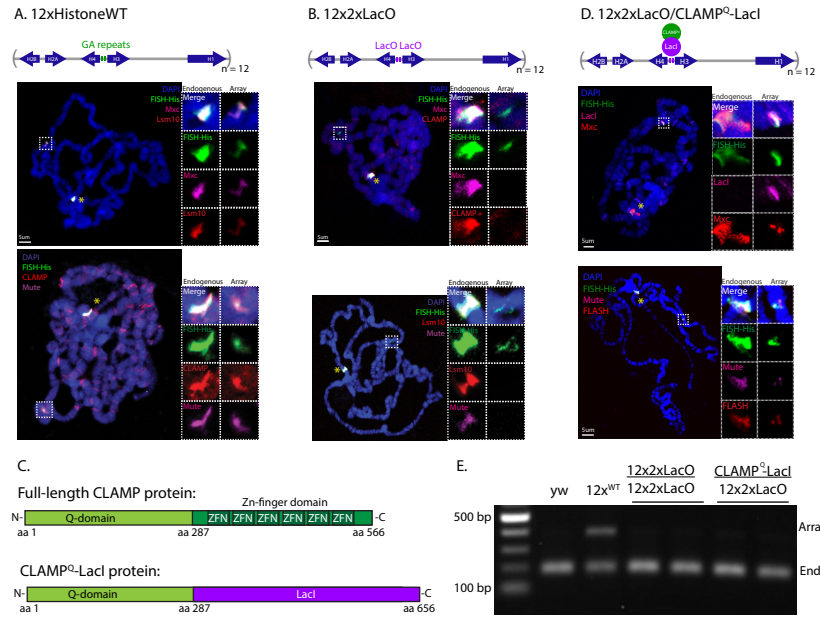 A. 12xHistoneWT
GA repeats
H2B H2A H4 H3 H1
n = 12
DAPI
FISH-His
Mxc
Lsm10
5um
Endogenous Array
Merge
FISH-His
Mxc
Lsm10
DAPI
FISH-His
CLAMP
Mute
*
Endogenous Array
Merge
FISH-His
CLAMP
Mute
B. 12x2xLacO
LacO LacO
H2B H2A H4 H3 H1
n = 12
DAPI
FISH-His
Mxc
CLAMP
*
5um
Endogenous Array
Merge
FISH-His
Mxc
CLAMP
DAPI
FISH-His
Lsm10
Mute
*
Endogenous Array
Merge
FISH-His
Lsm10
Mute
D. 12x2xLacO/CLAMPQ-LacI
CLAMP
LacI
H2B H2A H4 H3 H1
n = 12
DAPI
FISH-His
LacI
Mxc
*
5um
Endogenous Array
Merge
FISH-His
LacI
Mxc
DAPI
FISH-His
Mute
FLASH
*
5um
Endogenous Array
Merge
FISH-His
Mute
FLASH
C.
Full-length CLAMP protein:
Zn-finger domain
N- Q-domain ZFN ZFN ZFN ZFN ZFN ZFN -C
aa 1 aa 287 aa 566
CLAMPQ-LacI protein:
N- Q-domain LacI -C
aa 1 aa 287 aa 656
E.
yw 12xWT 12x2xLacO CLAMPQ-LacI
12x2xLacO 12x2xLacO
500 bp
Arra
End
100 bp